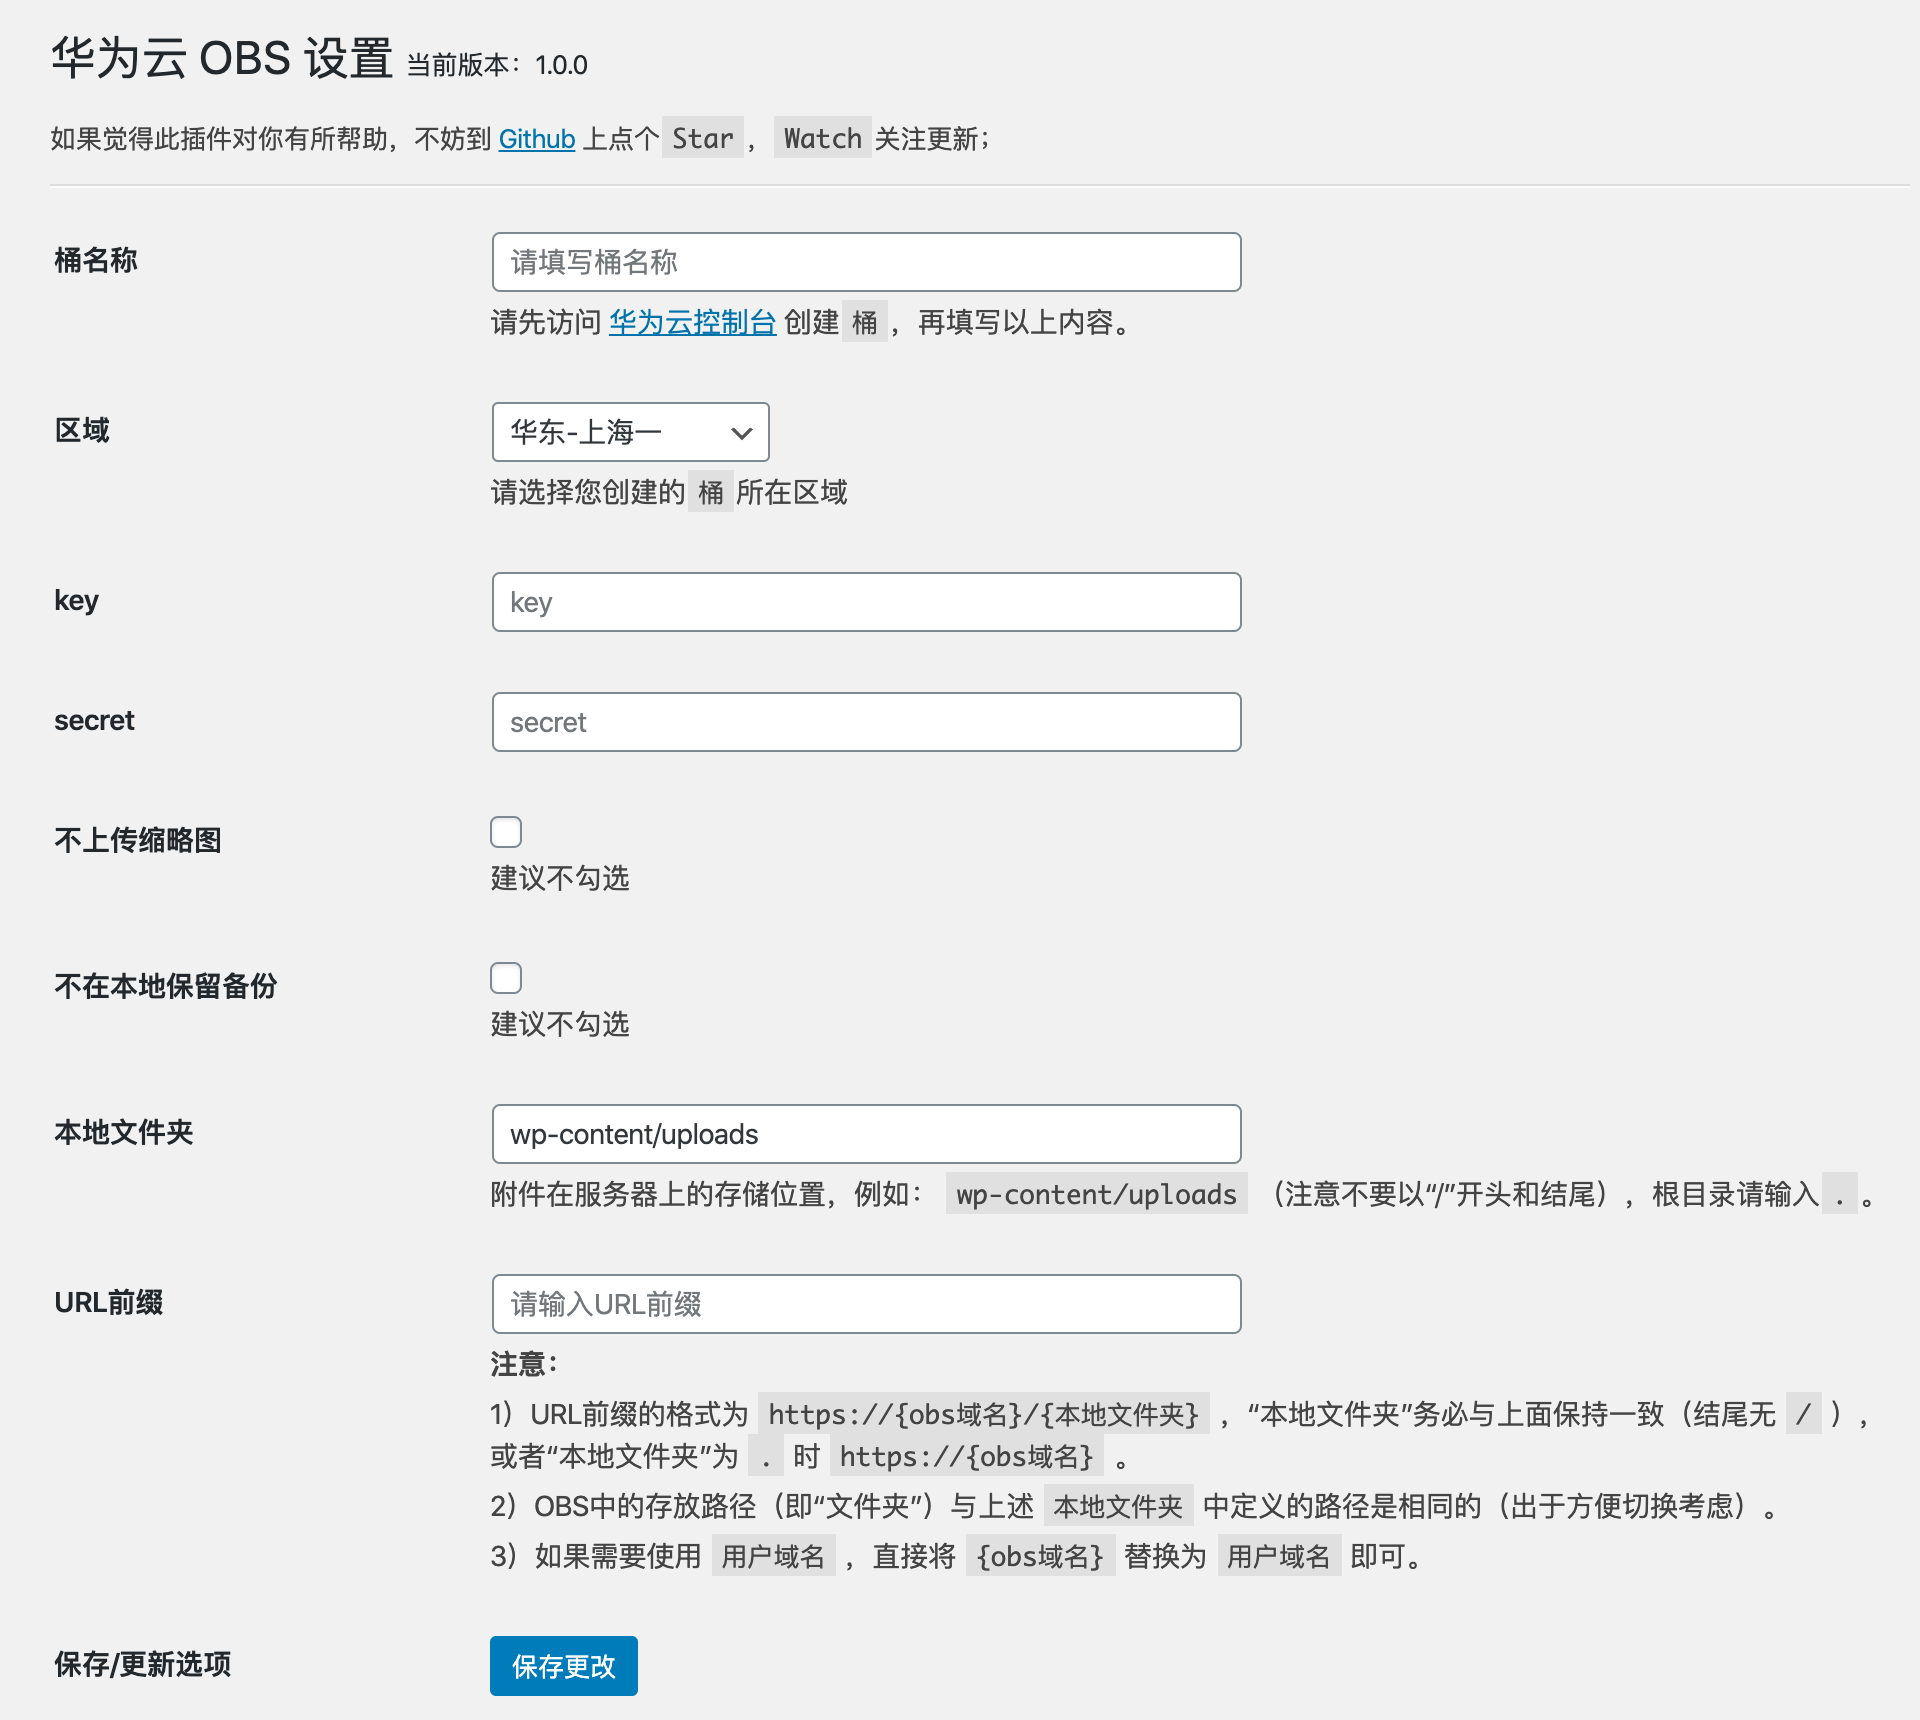 华为云 OBS 设置 当前版本：1.0.0
如果觉得此插件对你有所帮助，不妨到 Github 上点个 Star ， Watch 关注更新；
桶名称
请填写桶名称
请先访问 华为云控制台 创建 桶 ，再填写以上内容。
区域
华东-上海一
请选择您创建的 桶 所在区域
key
key
secret
secret
不上传缩略图
建议不勾选
不在本地保留备份
建议不勾选
本地文件夹
wp-content/uploads
附件在服务器上的存储位置，例如： wp-content/uploads （注意不要以“/”开头和结尾），根目录请输入 . 。
URL前缀
请输入URL前缀
注意：
1）URL前缀的格式为 https://{obs域名}/{本地文件夹} ，“本地文件夹”务必与上面保持一致（结尾无 / ），
或者“本地文件夹”为 . 时 https://{obs域名} 。
2）OBS中的存放路径（即“文件夹”）与上述 本地文件夹 中定义的路径是相同的（出于方便切换考虑）。
3）如果需要使用 用户域名 ，直接将 {obs域名} 替换为 用户域名 即可。
保存/更新选项
保存更改